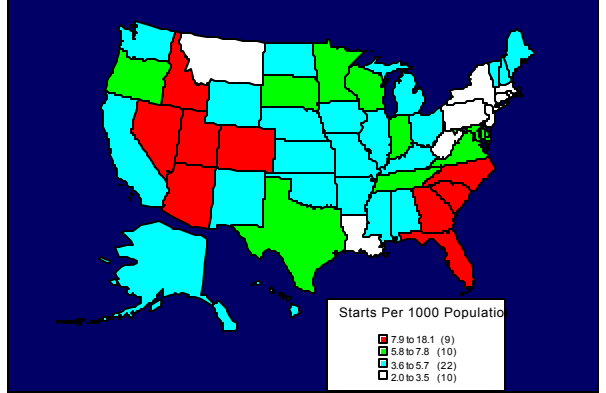 Starts Per 1000 Populatio
7.9 to 18.1 (9)
5.8 to 7.8 (10)
3.6 to 5.7 (22)
2.0 to 3.5 (10)